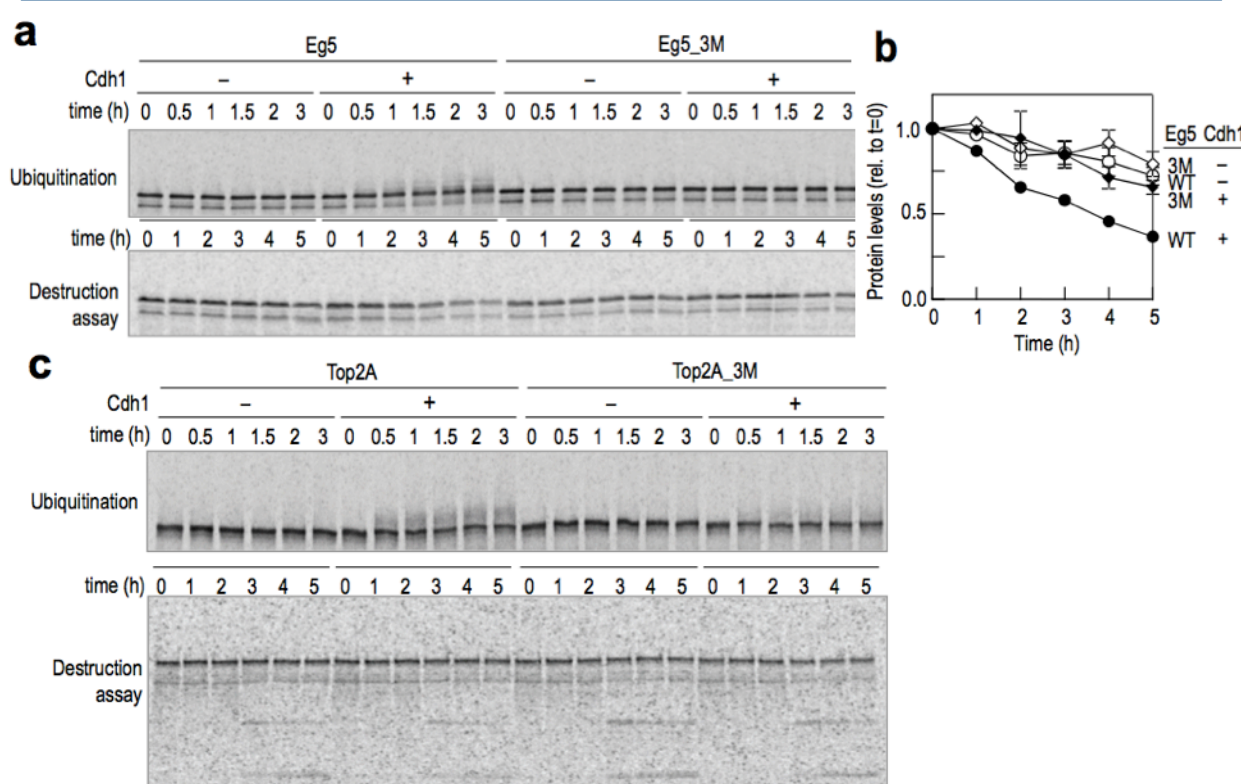 a
b
Eg5 Eg5_3M
Cdh1 – + – +
time (h) 0 0.5 1 1.5 2 3 0 0.5 1 1.5 2 3 0 0.5 1 1.5 2 3 0 0.5 1 1.5 2 3
Ubiquitination
time (h) 0 1 2 3 4 5 0 1 2 3 4 5 0 1 2 3 4 5 0 1 2 3 4 5
Destruction
assay
Protein levels (rel. to t=0)
1.0
0.5
0.0
0 1 2 3 4 5
Time (h)
Eg5 Cdh1
3M –
WT –
3M +
WT +
c
Top2A Top2A_3M
Cdh1 – + – +
time (h) 0 0.5 1 1.5 2 3 0 0.5 1 1.5 2 3 0 0.5 1 1.5 2 3 0 0.5 1 1.5 2 3
Ubiquitination
time (h) 0 1 2 3 4 5 0 1 2 3 4 5 0 1 2 3 4 5 0 1 2 3 4 5
Destruction
assay